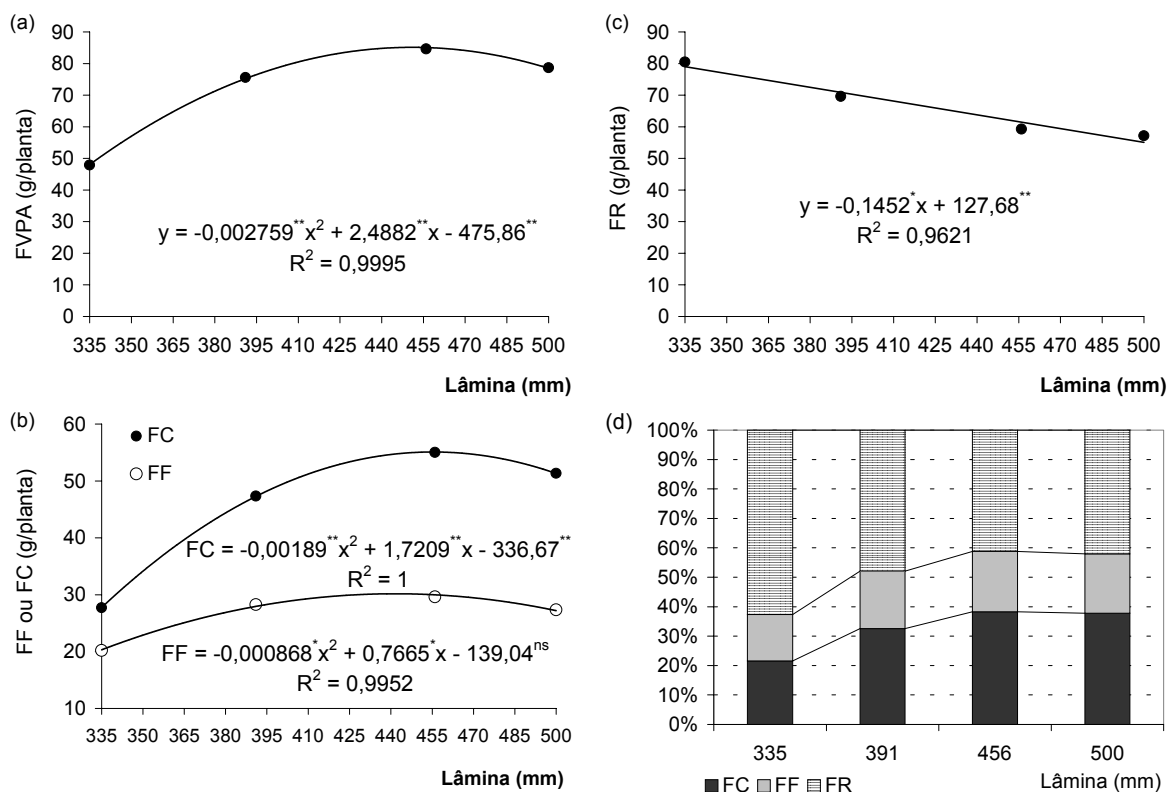 (a)
FVPA (g/planta)
90
80
70
60
50
40
30
20
10
0
y = -0,002759**x² + 2,4882**x - 475,86**
R² = 0,9995
335 350 365 380 395 410 425 440 455 470 485 500
Lâmina (mm)
(c)
FR (g/planta)
90
80
70
60
50
40
30
20
10
0
y = -0,1452*x + 127,68**
R² = 0,9621
335 350 365 380 395 410 425 440 455 470 485 500
Lâmina (mm)
(b)
FF ou FC (g/planta)
60
50
40
30
20
10
FC
FF
FC = -0,00189**x² + 1,7209**x - 336,67**
R² = 1
FF = -0,000868*x² + 0,7665*x - 139,04ns
R² = 0,9952
335 350 365 380 395 410 425 440 455 470 485 500
Lâmina (mm)
(d)
100%
90%
80%
70%
60%
50%
40%
30%
20%
10%
0%
335 391 456 500
FC FF FR Lâmina (mm)